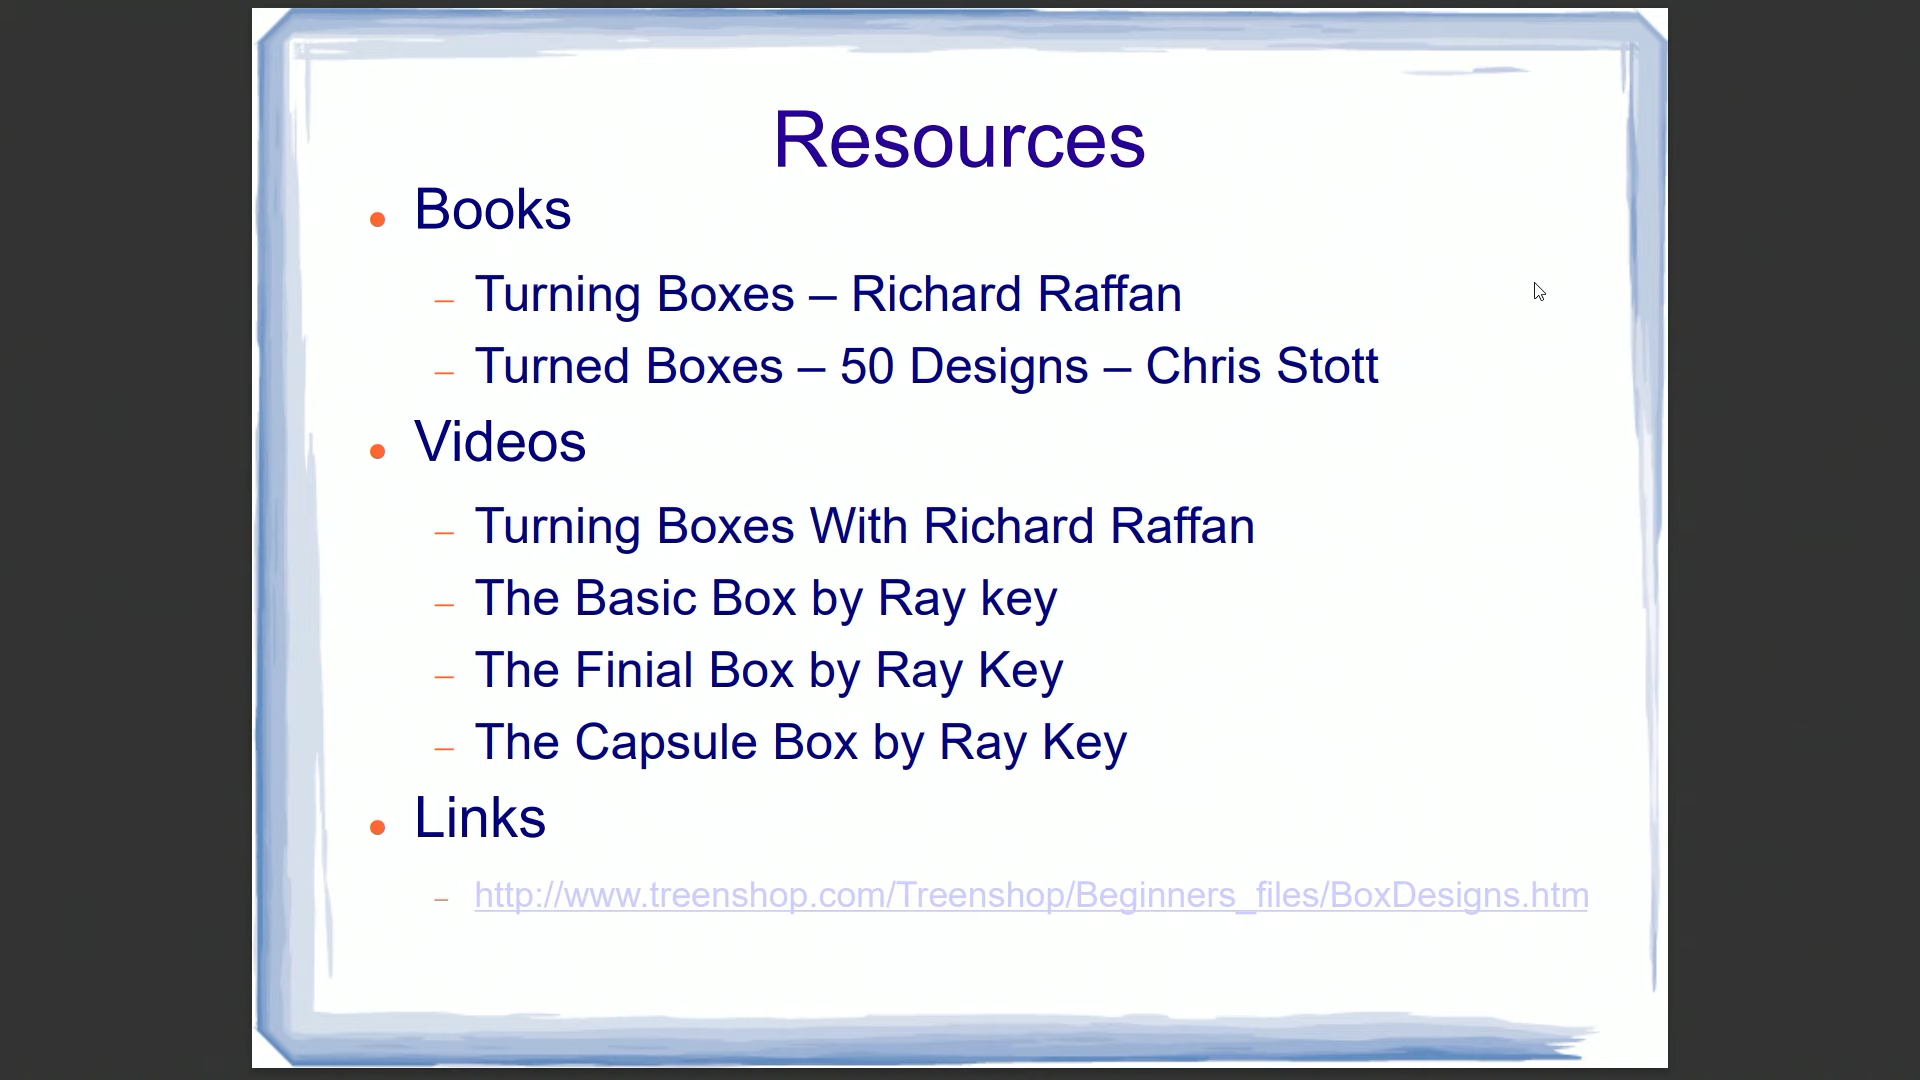 Resources
• Books
– Turning Boxes – Richard Raffan
– Turned Boxes – 50 Designs – Chris Stott
• Videos
– Turning Boxes With Richard Raffan
– The Basic Box by Ray key
– The Finial Box by Ray Key
– The Capsule Box by Ray Key
• Links
– http://www.treenshop.com/Treenshop/Beginners_files/BoxDesigns.htm